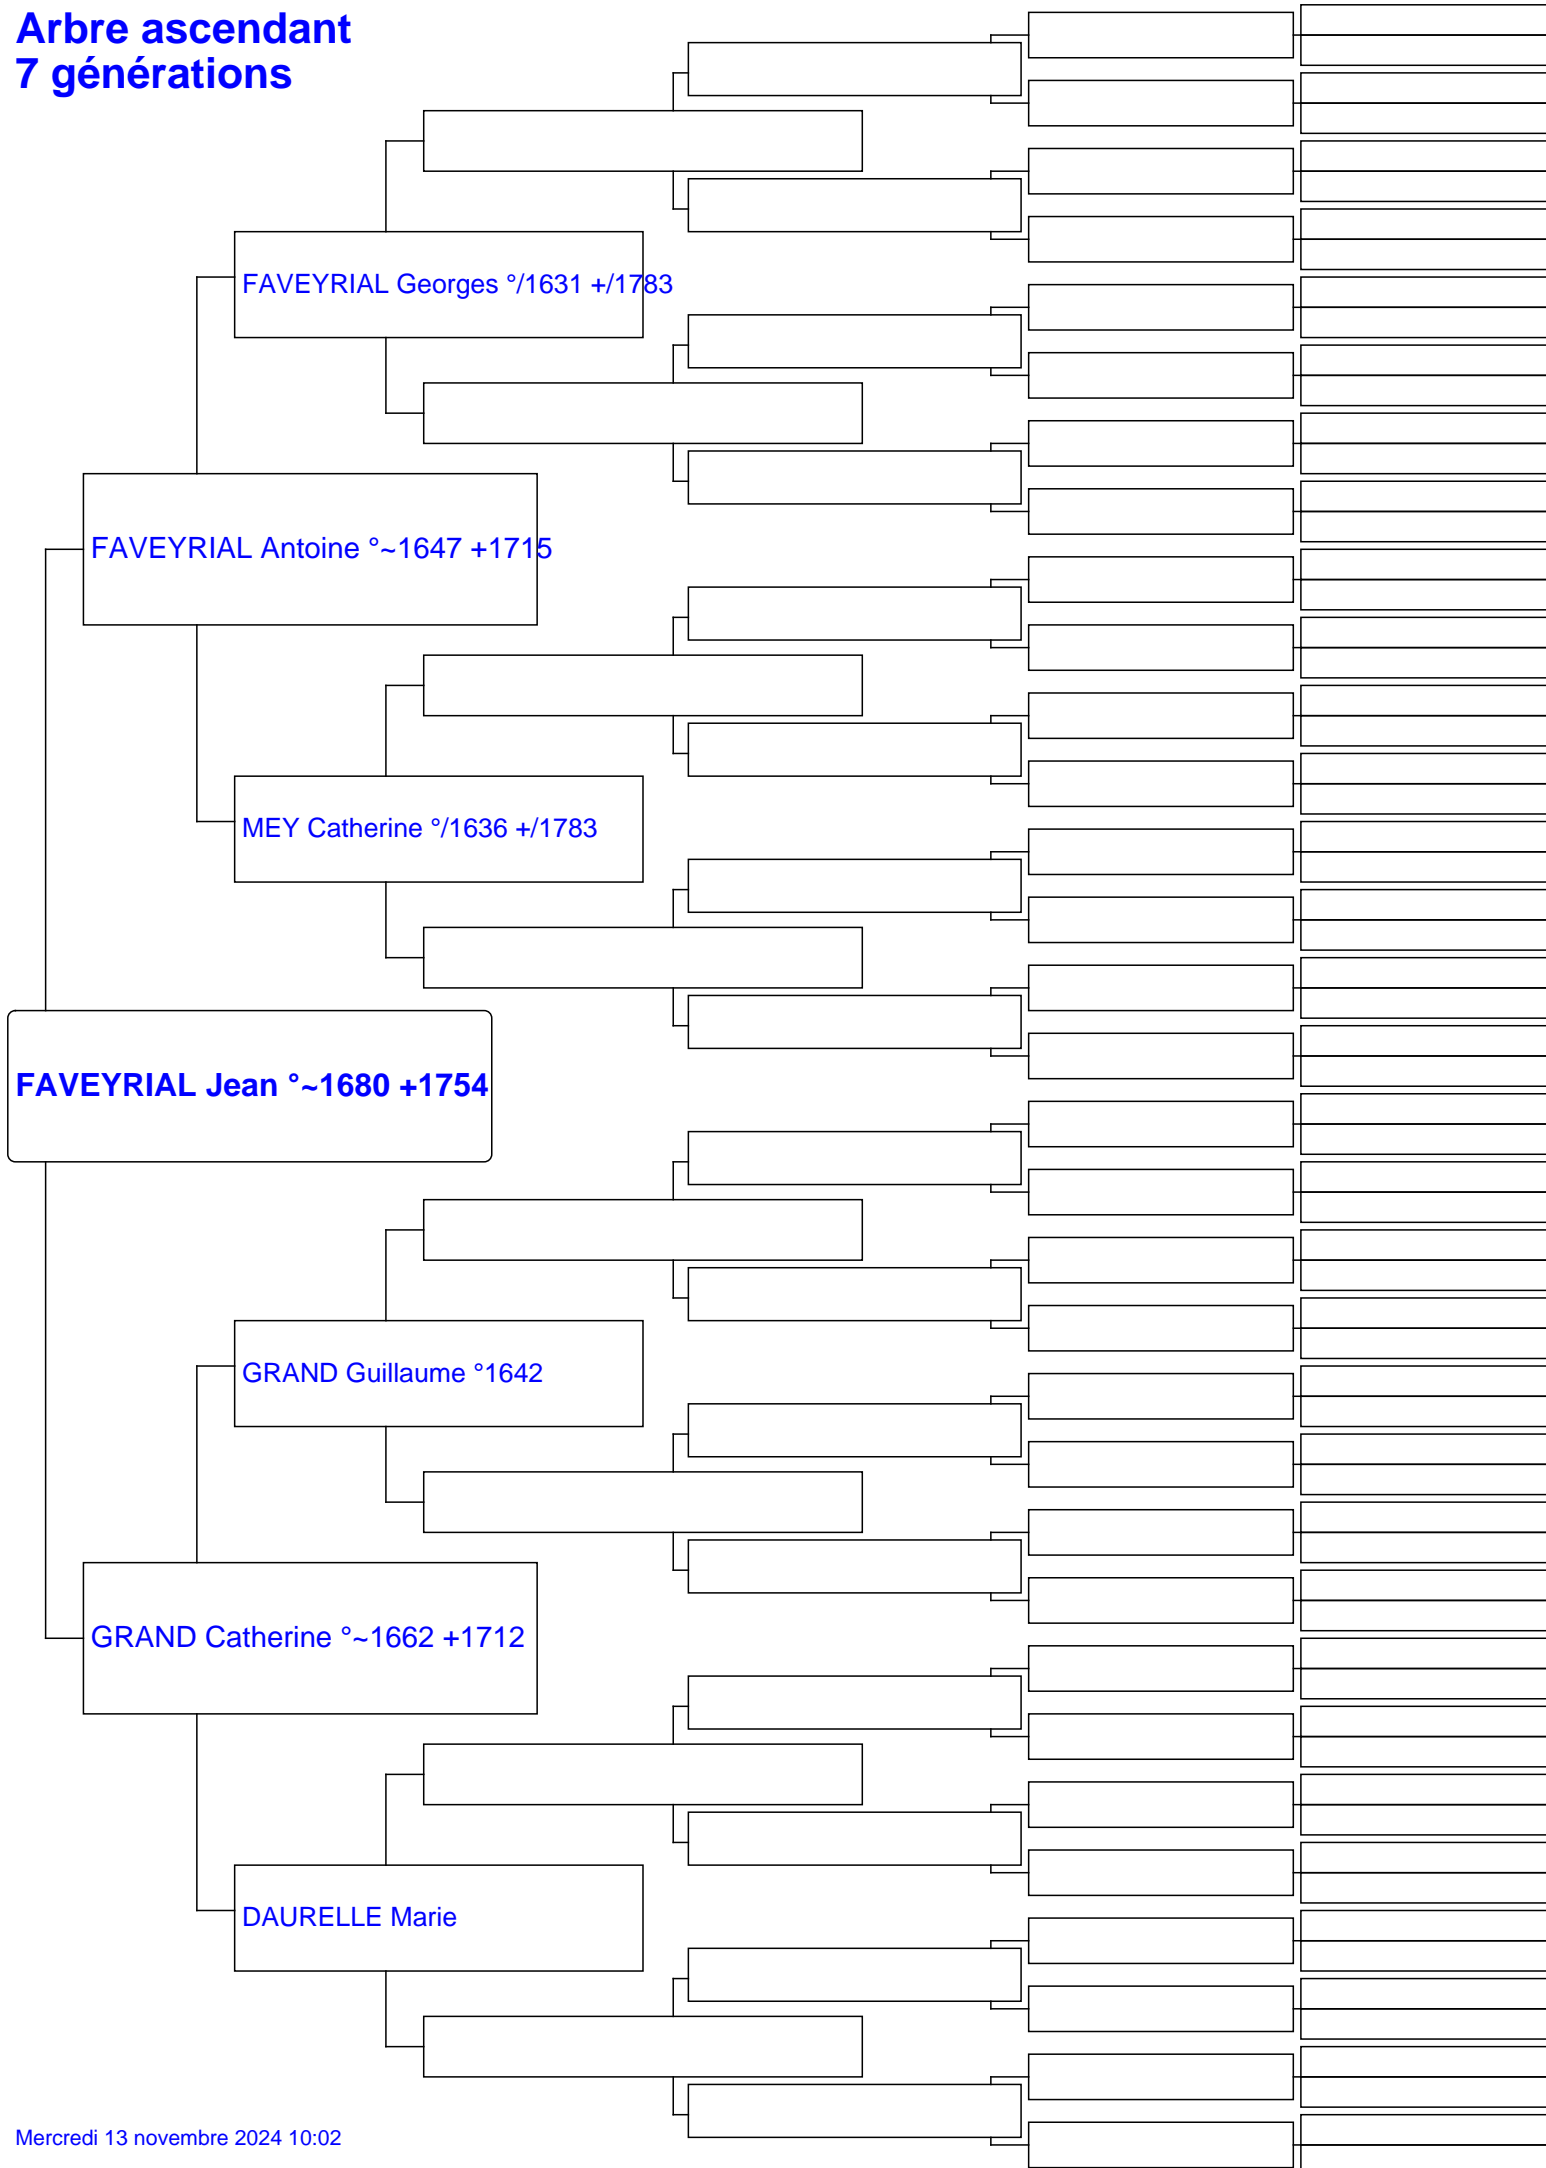 Arbre ascendant
7 générations
FAVEYRIAL Georges °/1631 +/1783
FAVEYRIAL Antoine °~1647 +1715
MEY Catherine °/1636 +/1783
FAVEYRIAL Jean °~1680 +1754
GRAND Guillaume °1642
GRAND Catherine °~1662 +1712
DAURELLE Marie
Mercredi 13 novembre 2024 10:02